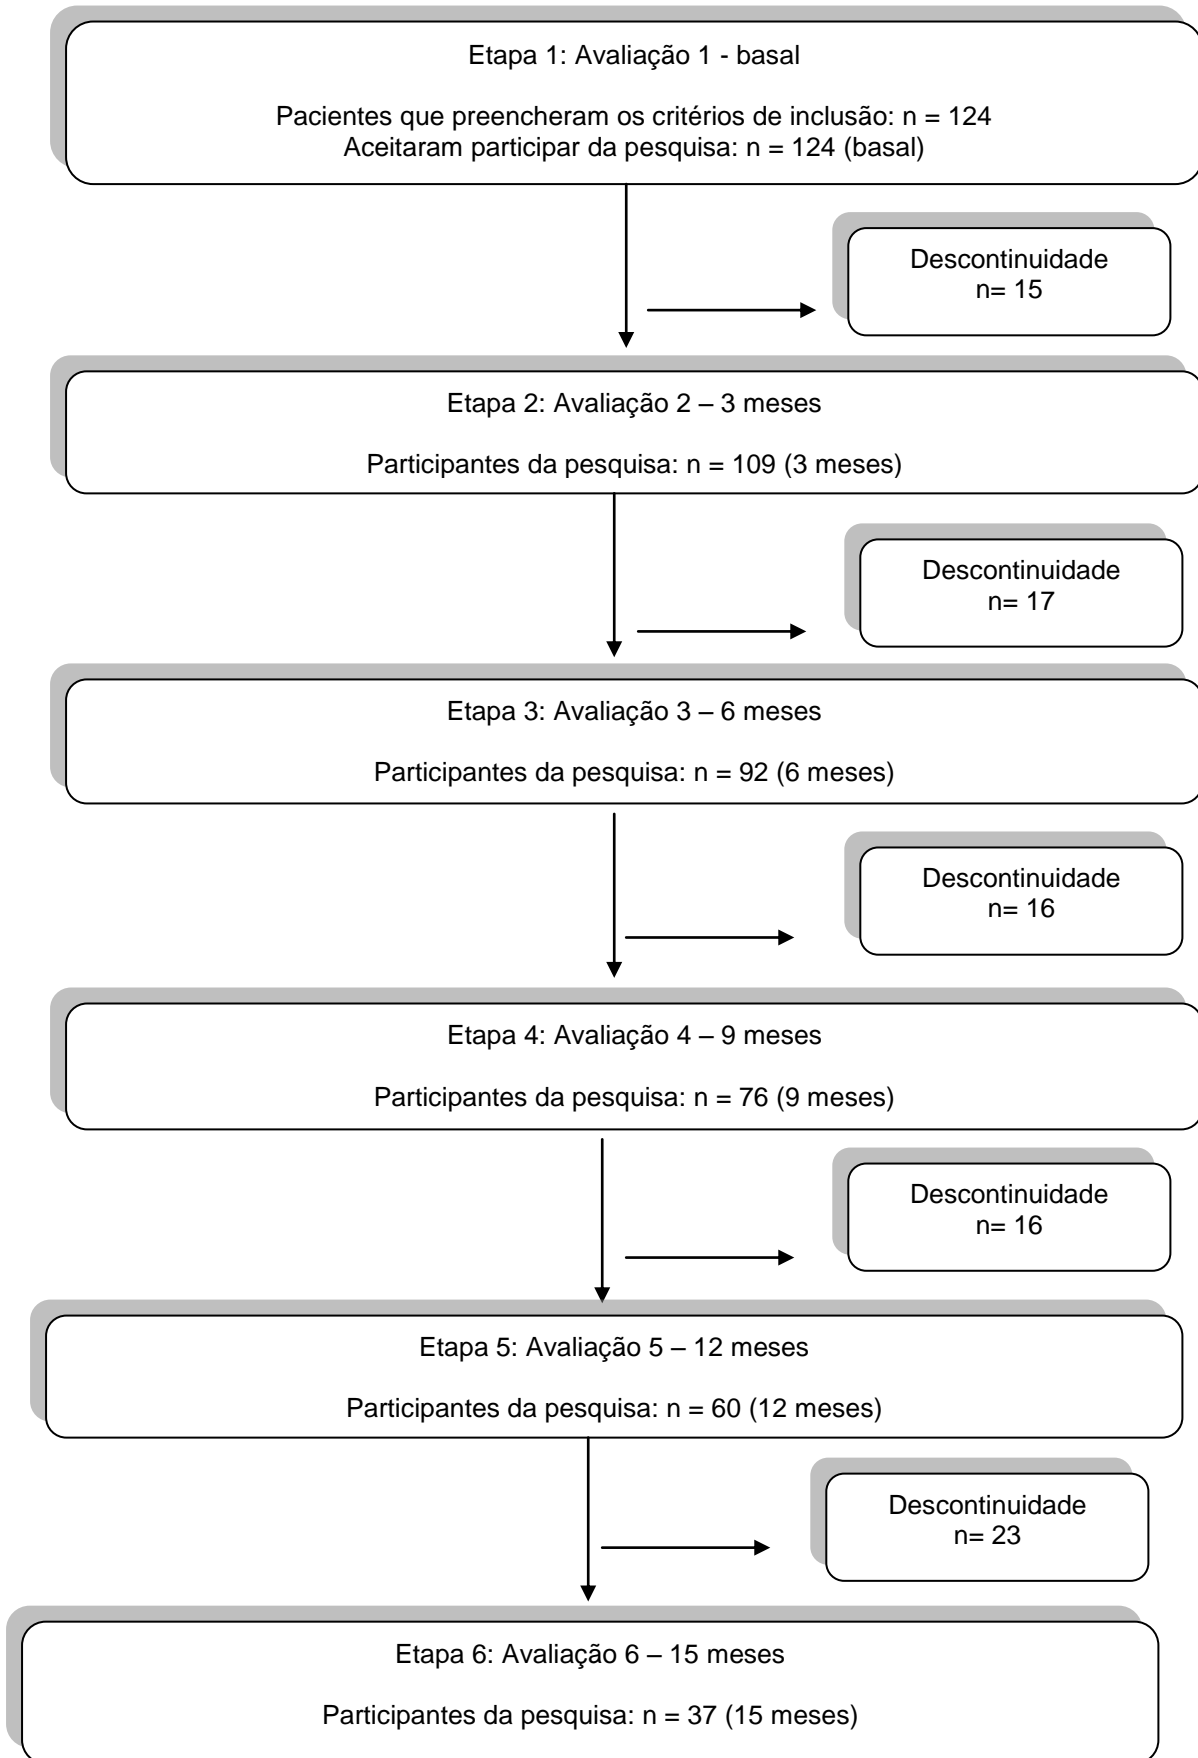 Etapa 1: Avaliação 1 - basal
Pacientes que preencheram os critérios de inclusão: n = 124
Aceitaram participar da pesquisa: n = 124 (basal)
Descontinuidade
n= 15
Etapa 2: Avaliação 2 – 3 meses
Participantes da pesquisa: n = 109 (3 meses)
Descontinuidade
n= 17
Etapa 3: Avaliação 3 – 6 meses
Participantes da pesquisa: n = 92 (6 meses)
Descontinuidade
n= 16
Etapa 4: Avaliação 4 – 9 meses
Participantes da pesquisa: n = 76 (9 meses)
Descontinuidade
n= 16
Etapa 5: Avaliação 5 – 12 meses
Participantes da pesquisa: n = 60 (12 meses)
Descontinuidade
n= 23
Etapa 6: Avaliação 6 – 15 meses
Participantes da pesquisa: n = 37 (15 meses)